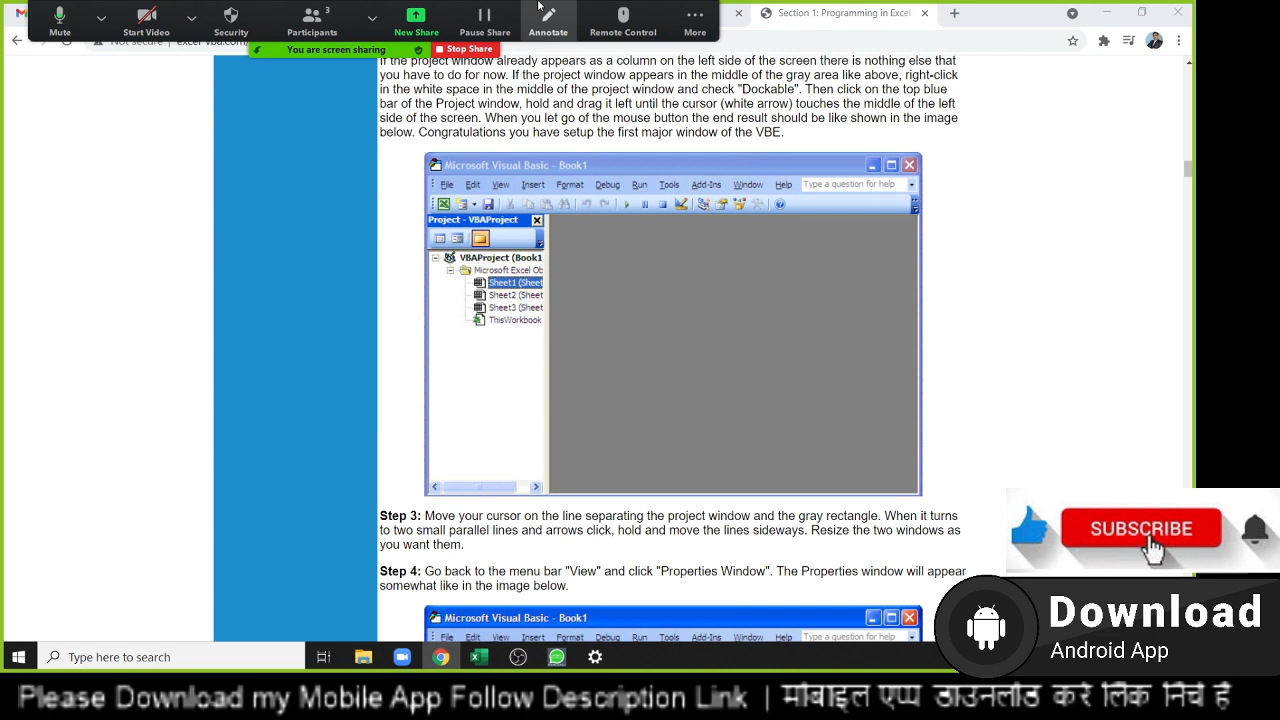 3
Mute
Start Video
Security
Participants
New Share
Pause Share
Annotate
Remote Control
More
Section 1: Programming in Excel
You are screen sharing
Stop Share
If the project window already appears as a column on the left side of the screen there is nothing else that
you have to do for now. If the project window appears in the middle of the gray area like above, right-click
in the white space in the middle of the project window and check "Dockable". Then click on the top blue
bar of the Project window, hold and drag it left until the cursor (white arrow) touches the middle of the left
side of the screen. When you let go of the mouse button the end result should be like shown in the image
below. Congratulations you have setup the first major window of the VBE.
Microsoft Visual Basic - Book1
File Edit View Insert Format Debug Run Tools Add-Ins Window Help Type a question for help
Project - VBAProject
VBAProject (Book1
Microsoft Excel Ob
Sheet1 (Sheet
Sheet2 (Sheet
Sheet3 (Sheet
ThisWorkbook
Step 3: Move your cursor on the line separating the project window and the gray rectangle. When it turns
to two small parallel lines and arrows click, hold and move the lines sideways. Resize the two windows as
you want them.
Step 4: Go back to the menu bar "View" and click "Properties Window". The Properties window will appear
somewhat like in the image below.
Microsoft Visual Basic - Book1
File Edit View Insert Format Debug Run Tools Add-Ins Window Help Type a question for help
SUBSCRIBE
Download
Android App
Type here to search
Please Download my Mobile App Follow Description Link | मोबाइल एप्प डाउनलोड करे लिंक निचे है